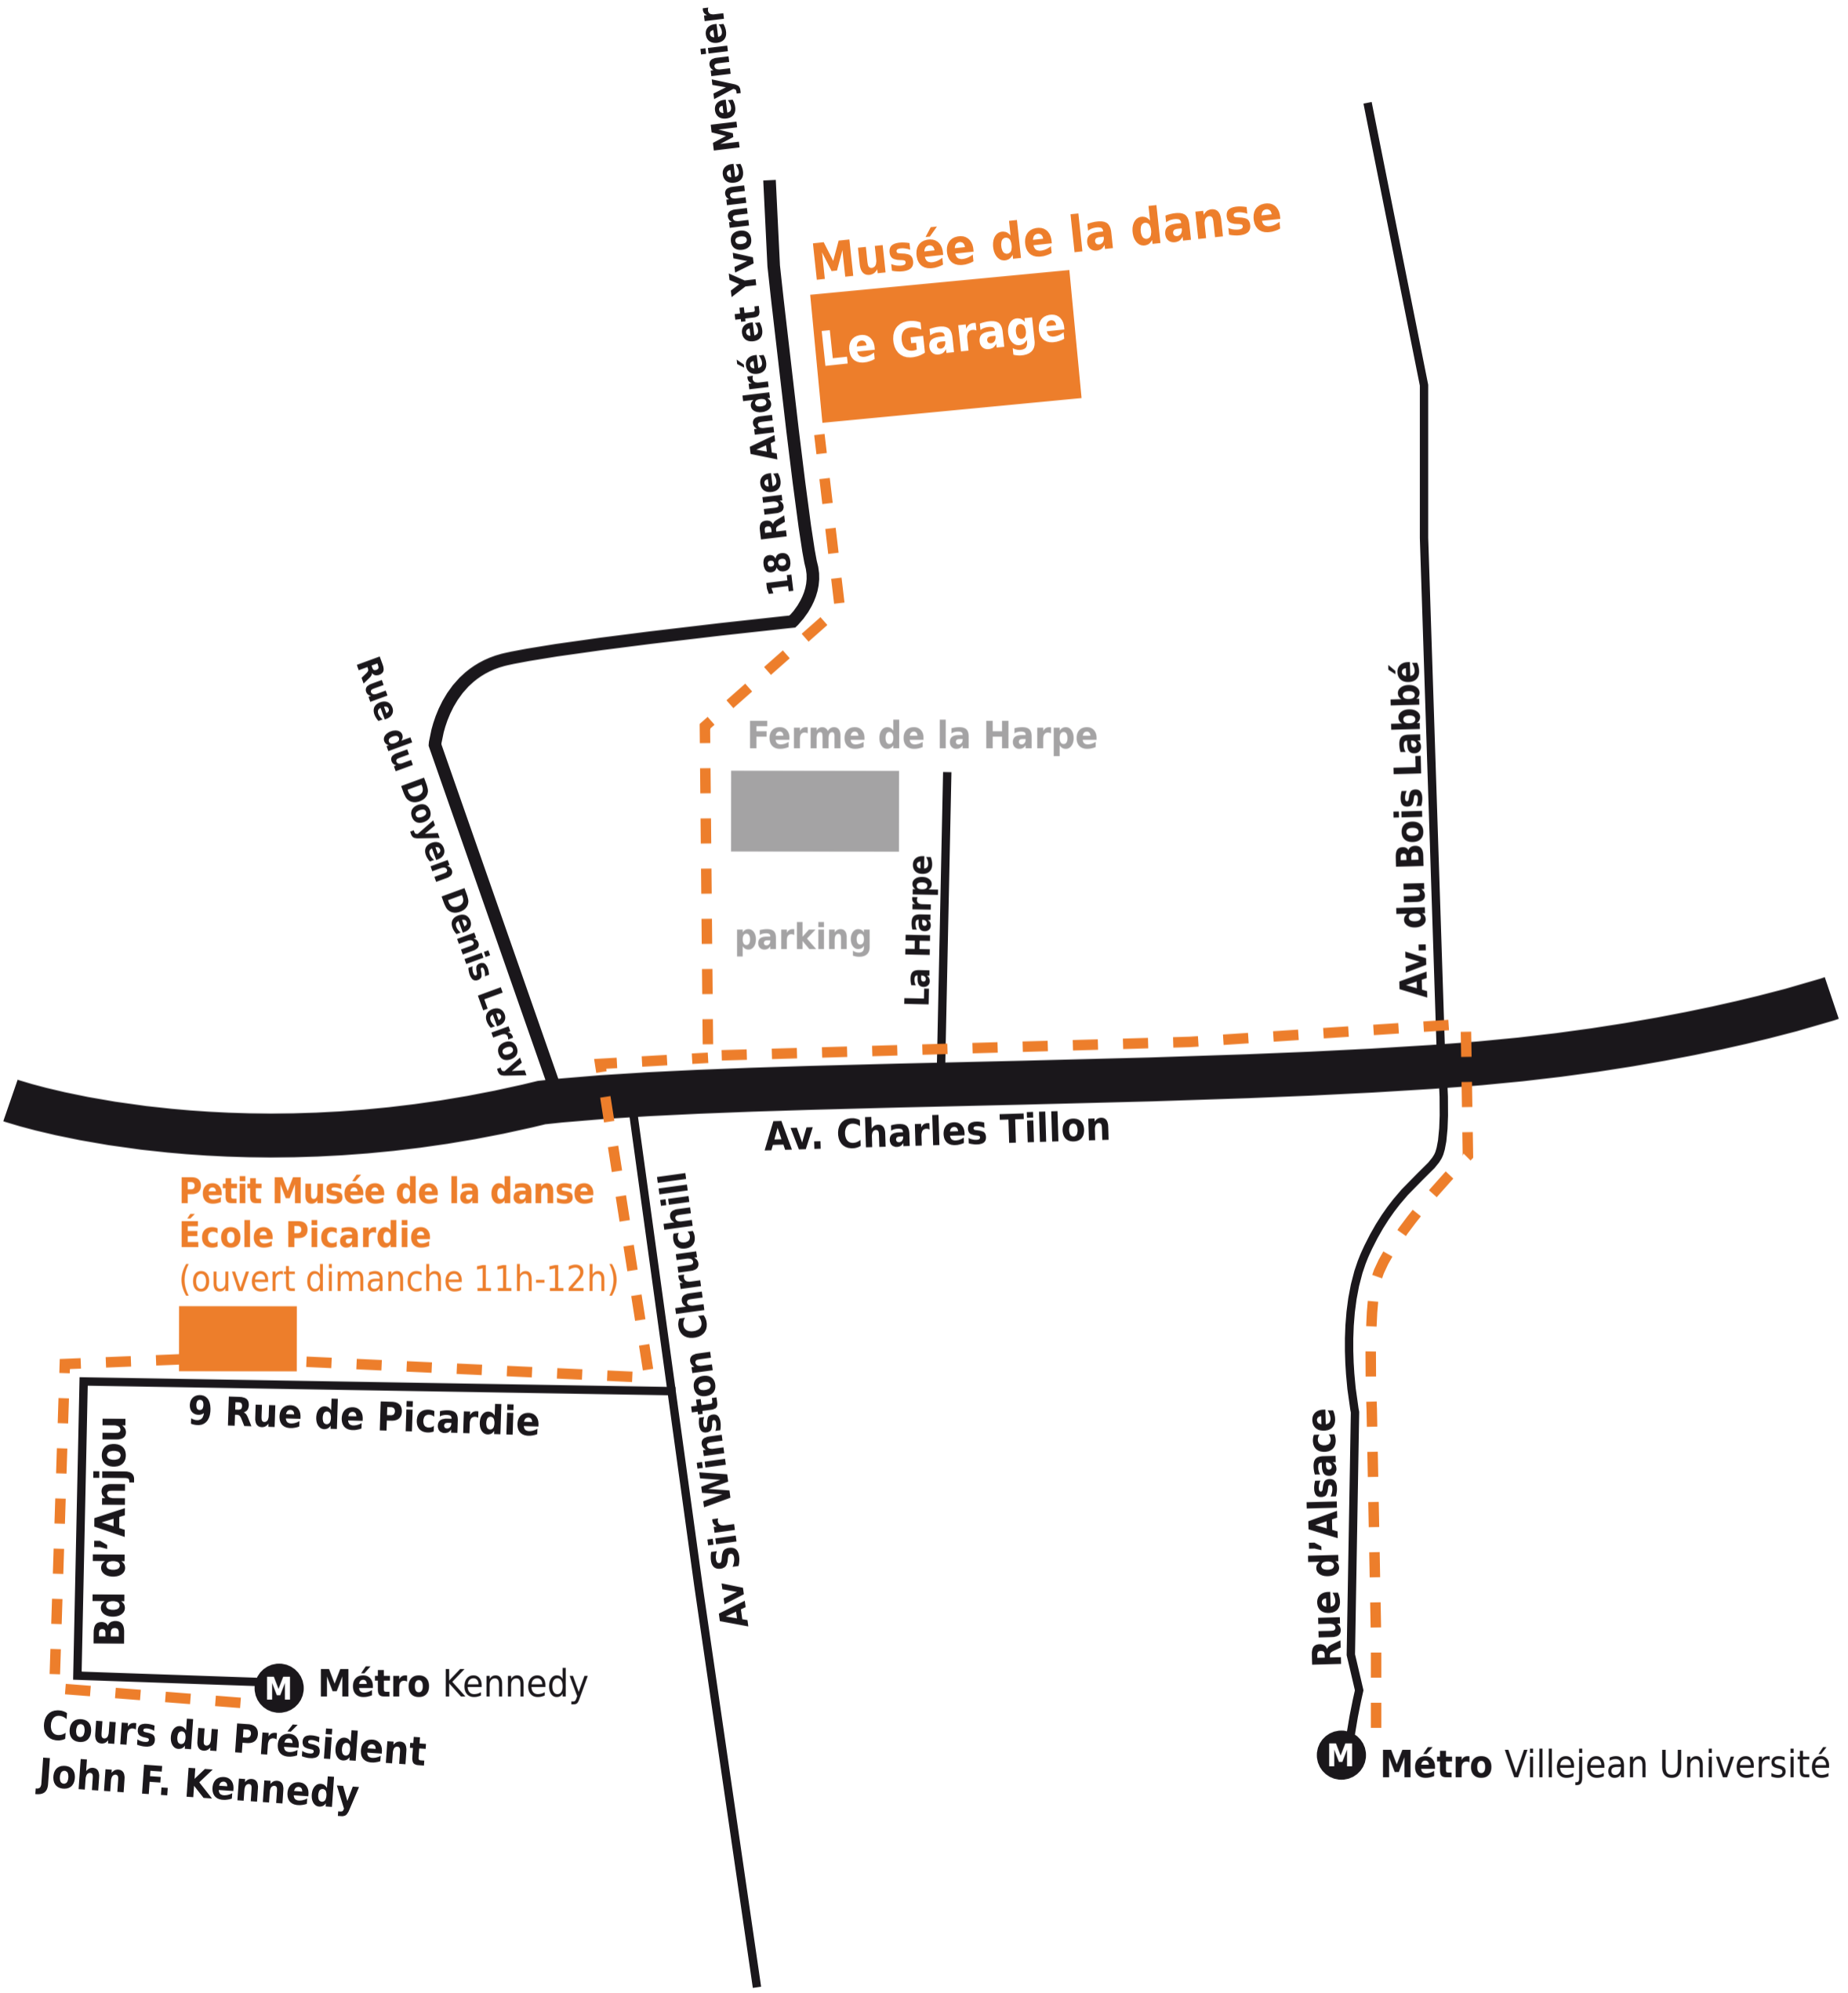 18 Rue André et Yvonne Meynier
Musée de la danse
Le Garage
Rue du Doyen Denis Leroy
Ferme de la Harpe
parking
La Harpe
Av. du Bois Labbé
Av. Charles Tillon
Petit Musée de la danse
École Picardie
(ouvert dimanche 11h-12h)
Av Sir Winston Chruchill
9 Rue de Picardie
Bd d’Anjou
Rue d’Alsace
M Métro Kennedy
Cours du Président
John F. Kennedy
M Métro Villejean Université